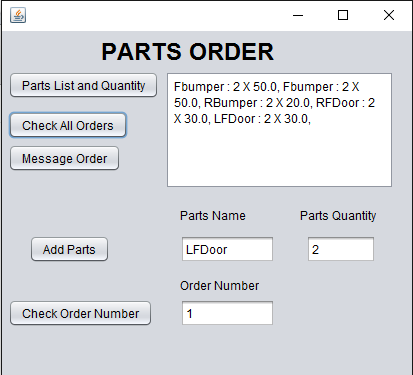 PARTS ORDER
Parts List and Quantity
Fbumper : 2 X 50.0, Fbumper : 2 X
50.0, RBumper : 2 X 20.0, RFDoor : 2
X 30.0, LFDoor : 2 X 30.0,
Check All Orders
Message Order
Parts Name
Parts Quantity
Add Parts
LFDoor
2
Order Number
Check Order Number
1